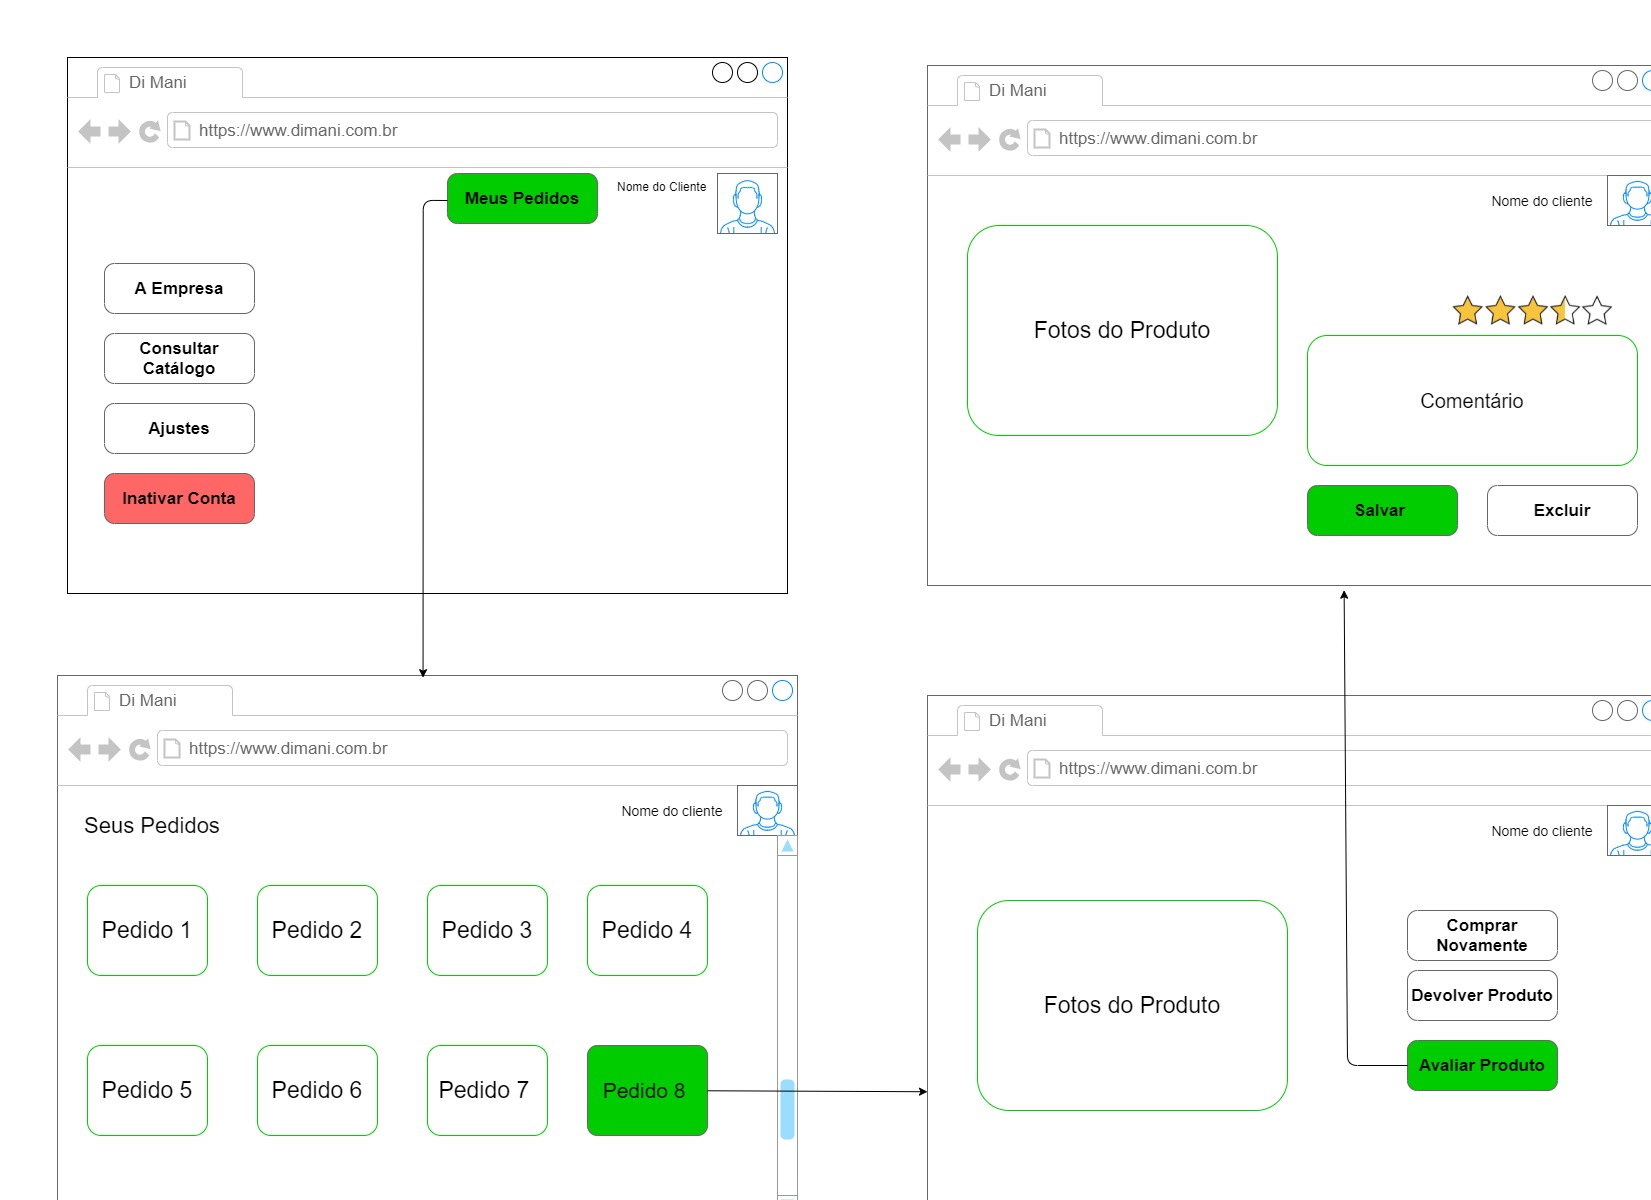 Di Mani
https://www.dimani.com.br
Meus Pedidos
Nome do Cliente
A Empresa
Consultar
Catálogo
Ajustes
Inativar Conta
Di Mani
https://www.dimani.com.br
Nome do cliente
Fotos do Produto
Comentário
Salvar
Excluir
Di Mani
https://www.dimani.com.br
Nome do cliente
Seus Pedidos
Pedido 1
Pedido 2
Pedido 3
Pedido 4
Pedido 5
Pedido 6
Pedido 7
Pedido 8
Di Mani
https://www.dimani.com.br
Nome do cliente
Fotos do Produto
Comprar
Novamente
Devolver Produto
Avaliar Produto